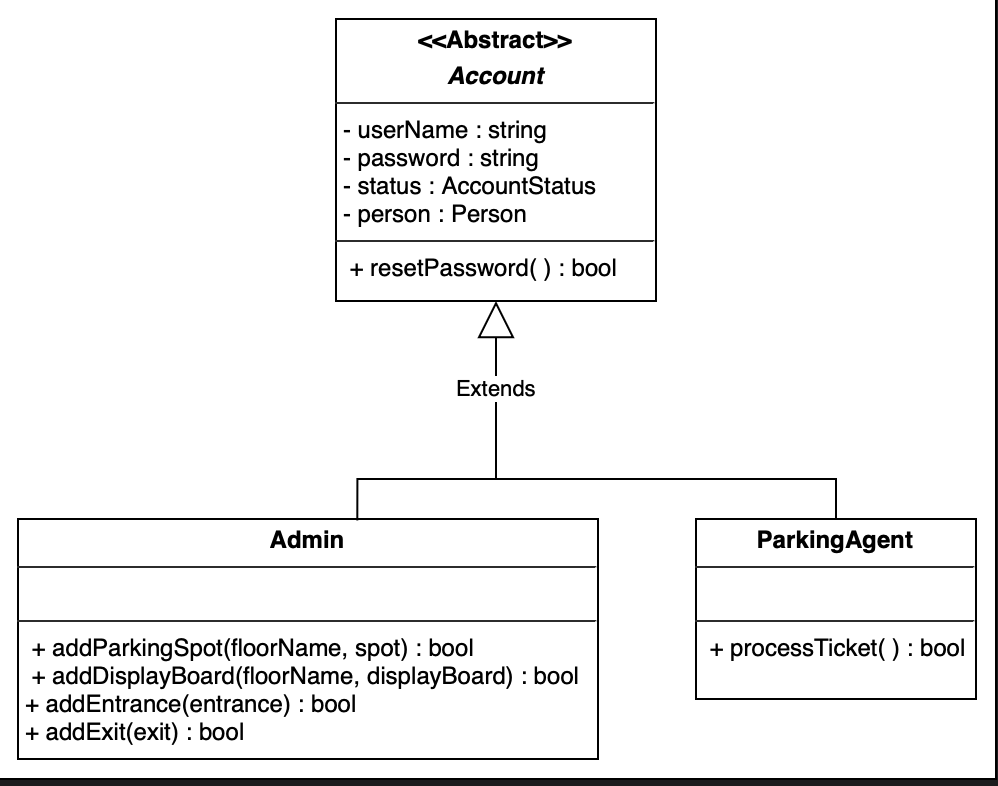 <<Abstract>>
Account
- userName : string
- password : string
- status : AccountStatus
- person : Person
+ resetPassword( ) : bool
Extends
Admin
+ addParkingSpot(floorName, spot) : bool
+ addDisplayBoard(floorName, displayBoard) : bool
+ addEntrance(entrance) : bool
+ addExit(exit) : bool
ParkingAgent
+ processTicket( ) : bool